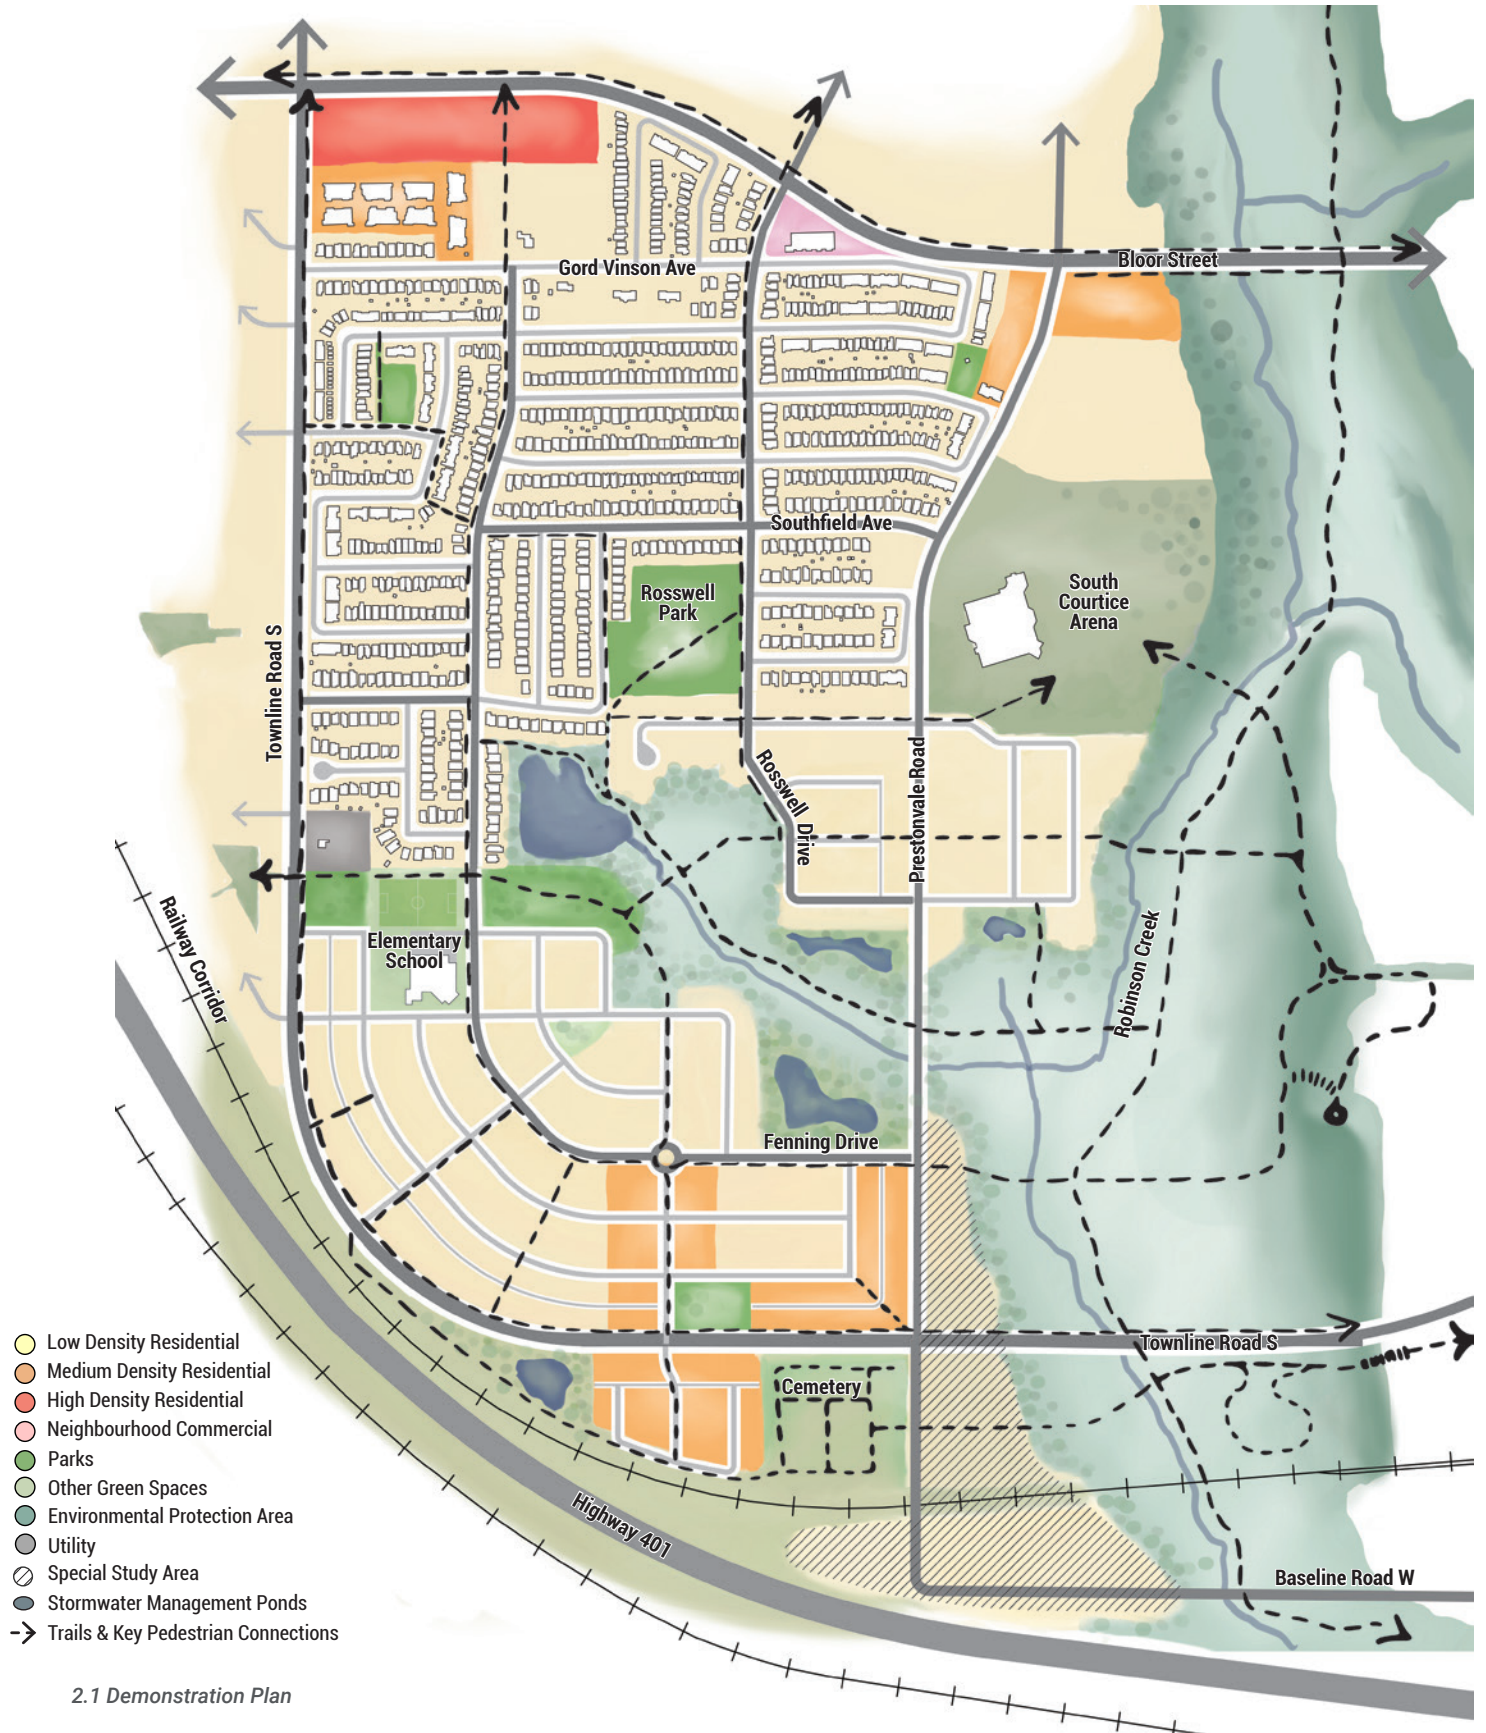 Bloor Street
Gord Vinson Ave
Southfield Ave
Rosswell
Park
South
Courtice
Arena
Townline Road S
Rosswell Drive
Prestonvale Road
Railway Corridor
Elementary
School
Robinson Creek
Fenning Drive
Townline Road S
Cemetery
Highway 401
Baseline Road W
Low Density Residential
Medium Density Residential
High Density Residential
Neighbourhood Commercial
Parks
Other Green Spaces
Environmental Protection Area
Utility
Special Study Area
Stormwater Management Ponds
Trails & Key Pedestrian Connections
2.1 Demonstration Plan